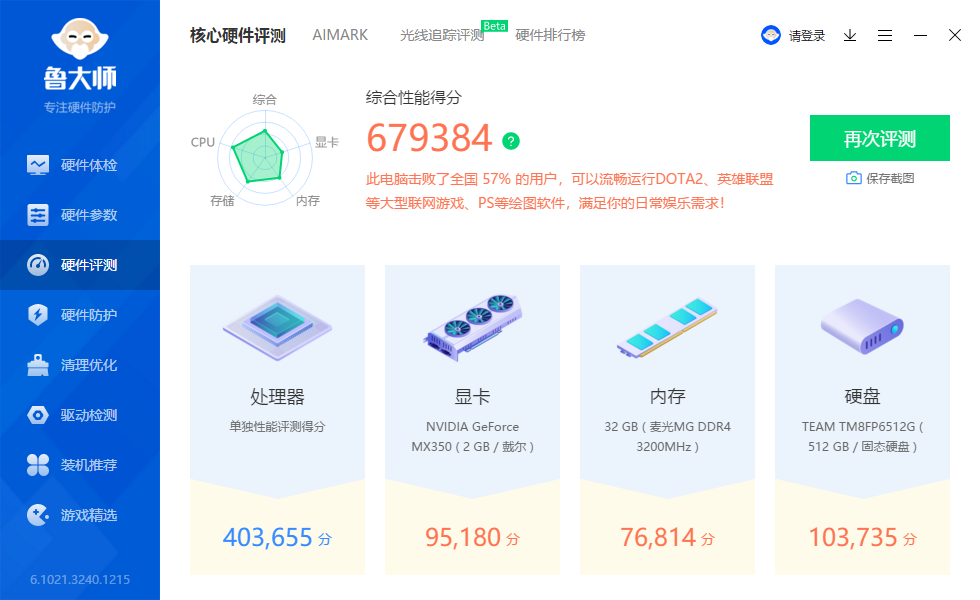 鲁大师
专注硬件防护
硬件体检
硬件参数
硬件评测
硬件防护
清理优化
驱动检测
装机推荐
游戏精选
6.1021.3240.1215
核心硬件评测 AIMARK 光线追踪评测 Beta 硬件排行榜 请登录
综合
CPU
显卡
存储
内存
综合性能得分
679384 ?
此电脑击败了全国 57% 的用户，可以流畅运行DOTA2、英雄联盟
等大型联网游戏、PS等绘图软件，满足你的日常娱乐需求！
再次评测
保存截图
处理器
单独性能评测得分
403,655 分
显卡
NVIDIA GeForce
MX350 ( 2 GB / 戴尔 )
95,180 分
内存
32 GB ( 麦光MG DDR4
3200MHz )
76,814 分
硬盘
TEAM TM8FP6512G (
512 GB / 固态硬盘 )
103,735 分